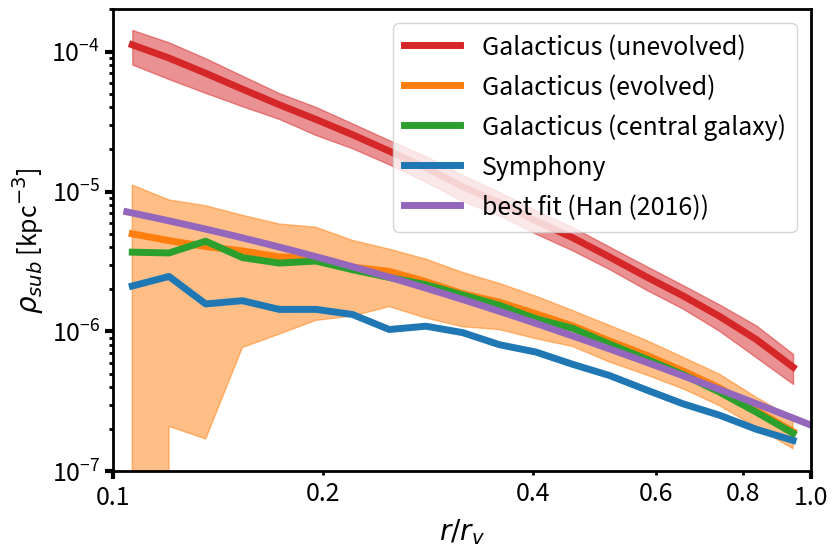 10⁻⁴
10⁻⁵
10⁻⁶
10⁻⁷
ρ_sub [kpc⁻³]
Galacticus (unevolved)
Galacticus (evolved)
Galacticus (central galaxy)
Symphony
best fit (Han (2016))
0.1 0.2 0.4 0.6 0.8 1.0
r/r_v